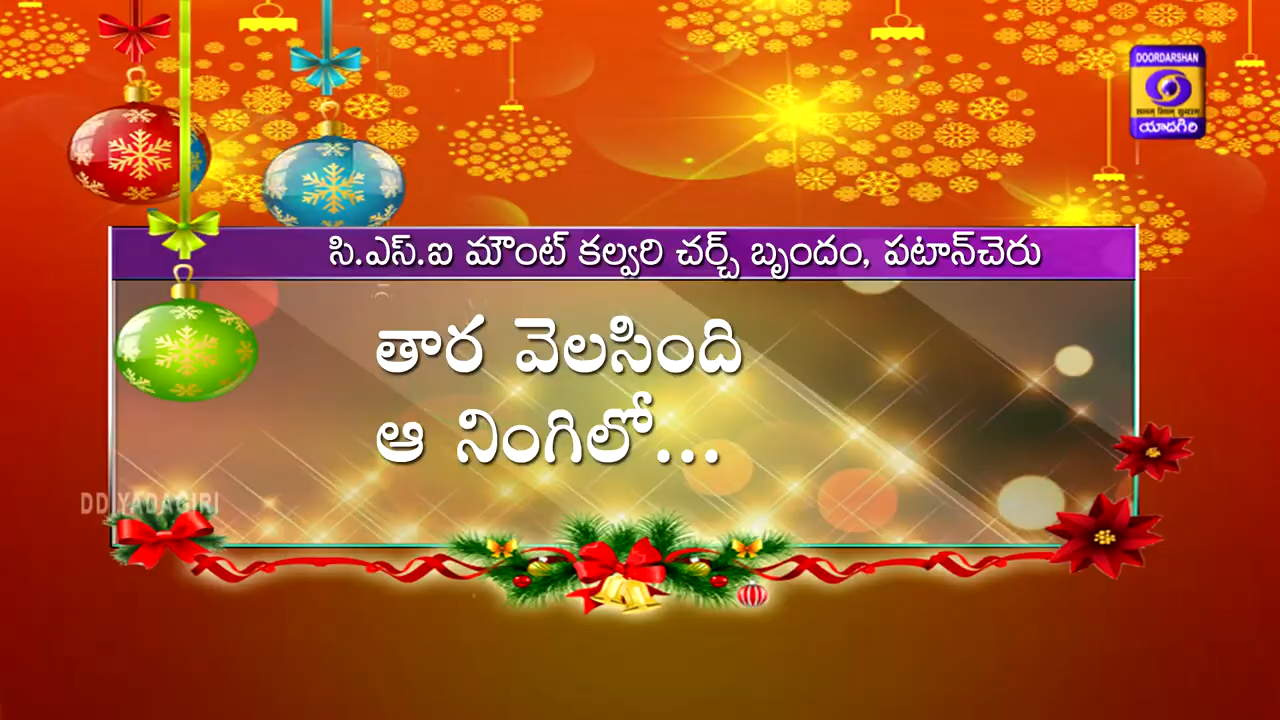 DOORDARSHAN
యాదగిరి
సి.ఎస్.ఐ మౌంట్ కల్వరి చర్చ్ బృందం, పటాన్‌చెరు
తార వెలసింది
ఆ నింగిలో...
DD YADAGIRI